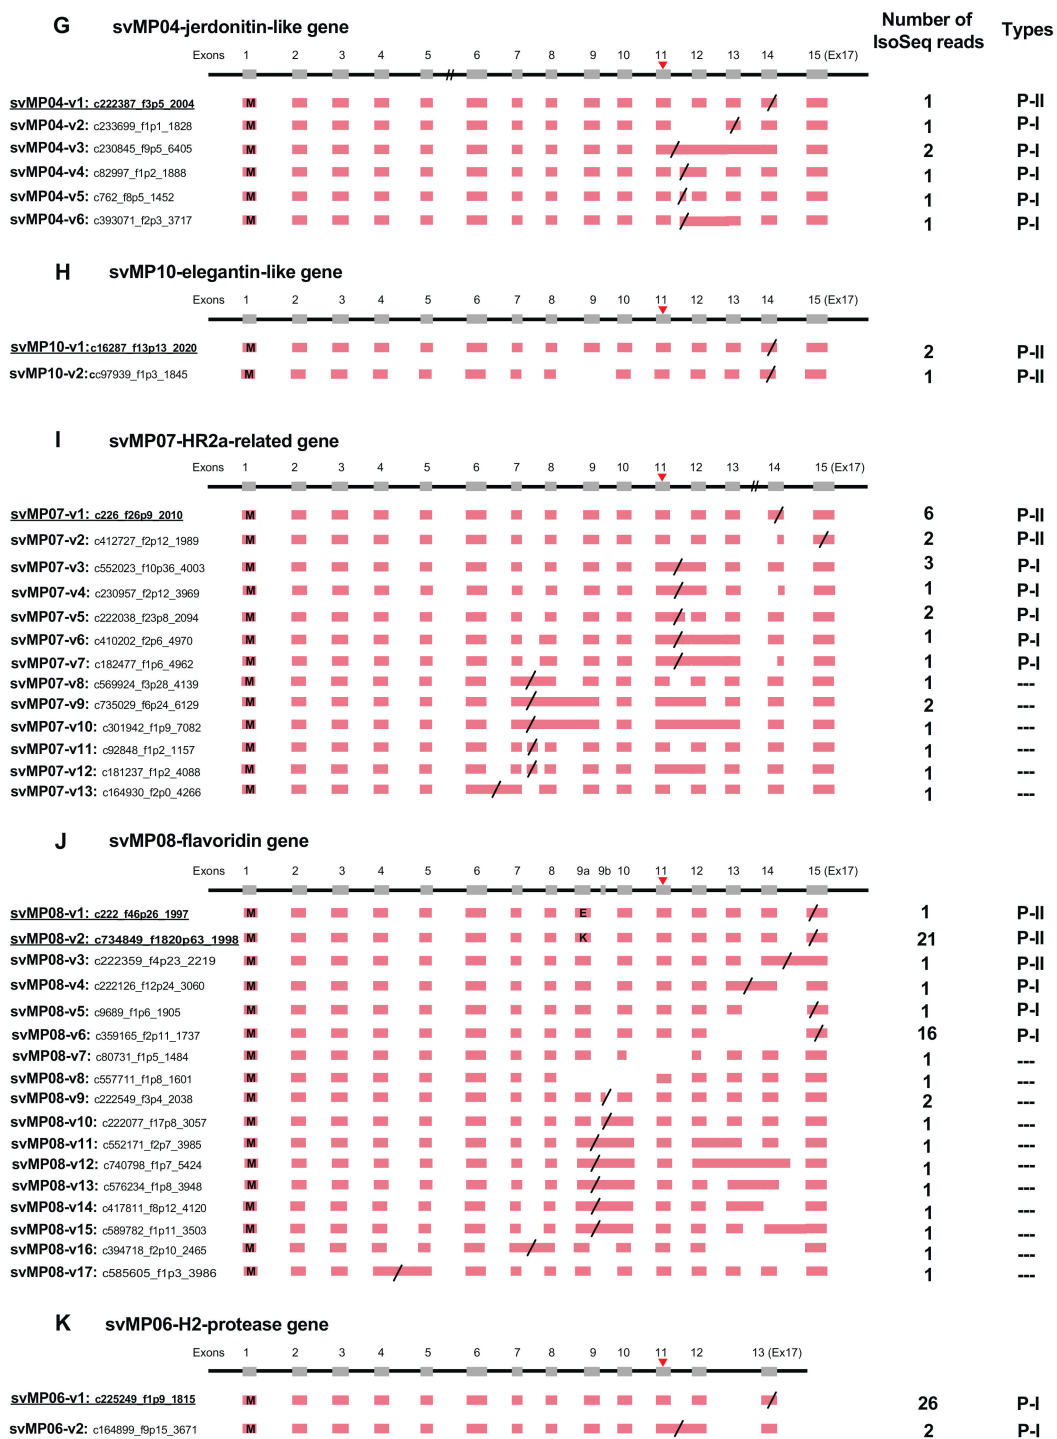 G svMP04-jerdonitin-like gene Number of IsoSeq reads Types
Exons 1 2 3 4 5 6 7 8 9 10 11 12 13 14 15 (Ex17)
svMP04-v1: c222387_f3p5_2004 M 1 P-II
svMP04-v2: c233699_f1p1_1828 M 1 P-I
svMP04-v3: c230845_f9p5_6405 M 2 P-I
svMP04-v4: c82997_f1p2_1888 M 1 P-I
svMP04-v5: c762_f8p5_1452 M 1 P-I
svMP04-v6: c393071_f2p3_3717 M 1 P-I
H svMP10-elegantin-like gene
Exons 1 2 3 4 5 6 7 8 9 10 11 12 13 14 15 (Ex17)
svMP10-v1:c16287_f13p13_2020 M 2 P-II
svMP10-v2:cc97939_f1p3_1845 M 1 P-II
I svMP07-HR2a-related gene
Exons 1 2 3 4 5 6 7 8 9 10 11 12 13 14 15 (Ex17)
svMP07-v1: c226_f26p9_2010 M 6 P-II
svMP07-v2: c412727_f2p12_1989 M 2 P-II
svMP07-v3: c552023_f10p36_4003 M 3 P-I
svMP07-v4: c230957_f2p12_3969 M 1 P-I
svMP07-v5: c222038_f23p8_2094 M 2 P-I
svMP07-v6: c410202_f2p6_4970 M 1 P-I
svMP07-v7: c182477_f1p6_4962 M 1 P-I
svMP07-v8: c569924_f3p28_4139 M 1 ---
svMP07-v9: c735029_f6p24_6129 M 2 ---
svMP07-v10: c301942_f1p9_7082 M 1 ---
svMP07-v11: c92848_f1p2_1157 M 1 ---
svMP07-v12: c181237_f1p2_4088 M 1 ---
svMP07-v13: c164930_f2p0_4266 M 1 ---
J svMP08-flavoridin gene
Exons 1 2 3 4 5 6 7 8 9a 9b 10 11 12 13 14 15 (Ex17)
svMP08-v1: c222_f46p26_1997 M E 1 P-II
svMP08-v2: c734849_f1820p63_1998 M K 21 P-II
svMP08-v3: c222359_f4p23_2219 M 1 P-II
svMP08-v4: c222126_f12p24_3060 M 1 P-I
svMP08-v5: c9689_f1p6_1905 M 1 P-I
svMP08-v6: c359165_f2p11_1737 M 16 P-I
svMP08-v7: c80731_f1p5_1484 M 1 ---
svMP08-v8: c557711_f1p8_1601 M 1 ---
svMP08-v9: c222549_f3p4_2038 M 2 ---
svMP08-v10: c222077_f17p8_3057 M 1 ---
svMP08-v11: c552171_f2p7_3985 M 1 ---
svMP08-v12: c740798_f1p7_5424 M 1 ---
svMP08-v13: c576234_f1p8_3948 M 1 ---
svMP08-v14: c417811_f8p12_4120 M 1 ---
svMP08-v15: c589782_f1p11_3503 M 1 ---
svMP08-v16: c394718_f2p10_2465 M 1 ---
svMP08-v17: c585605_f1p3_3986 M 1 ---
K svMP06-H2-protease gene
Exons 1 2 3 4 5 6 7 8 9 10 11 12 13 (Ex17)
svMP06-v1: c225249_f1p9_1815 M 26 P-I
svMP06-v2: c164899_f9p15_3671 M 2 P-I